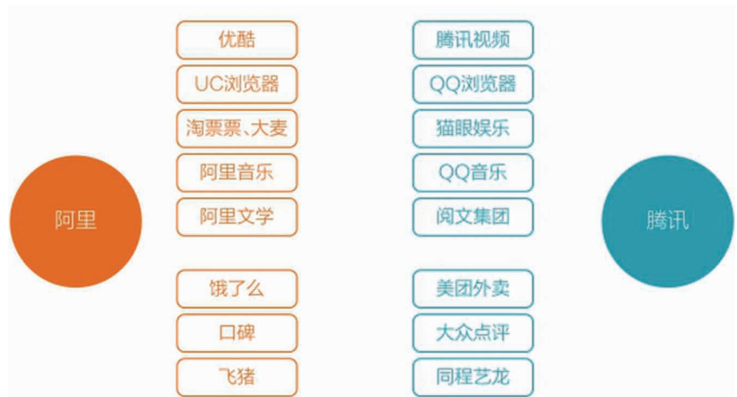 优酷
腾讯视频
UC浏览器
QQ浏览器
淘票票、大麦
猫眼娱乐
阿里音乐
QQ音乐
阿里
阿里文学
阅文集团
腾讯
饿了么
美团外卖
口碑
大众点评
飞猪
同程艺龙